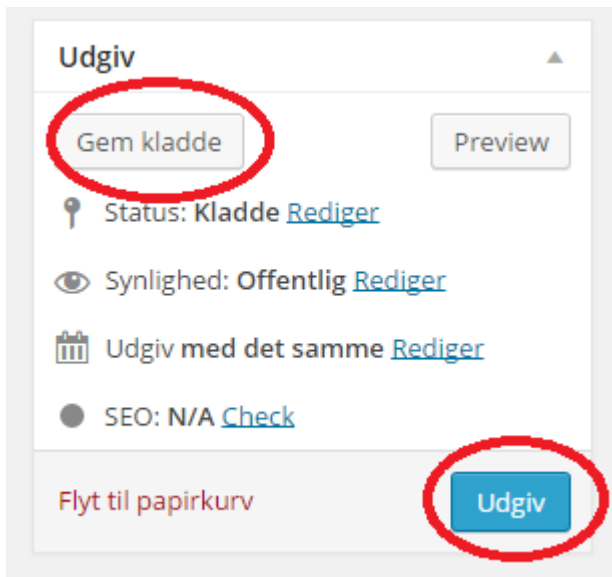 Udgiv
Gem kladde Preview
Status: Kladde Rediger
Synlighed: Offentlig Rediger
Udgiv med det samme Rediger
SEO: N/A Check
Flyt til papirkurv Udgiv